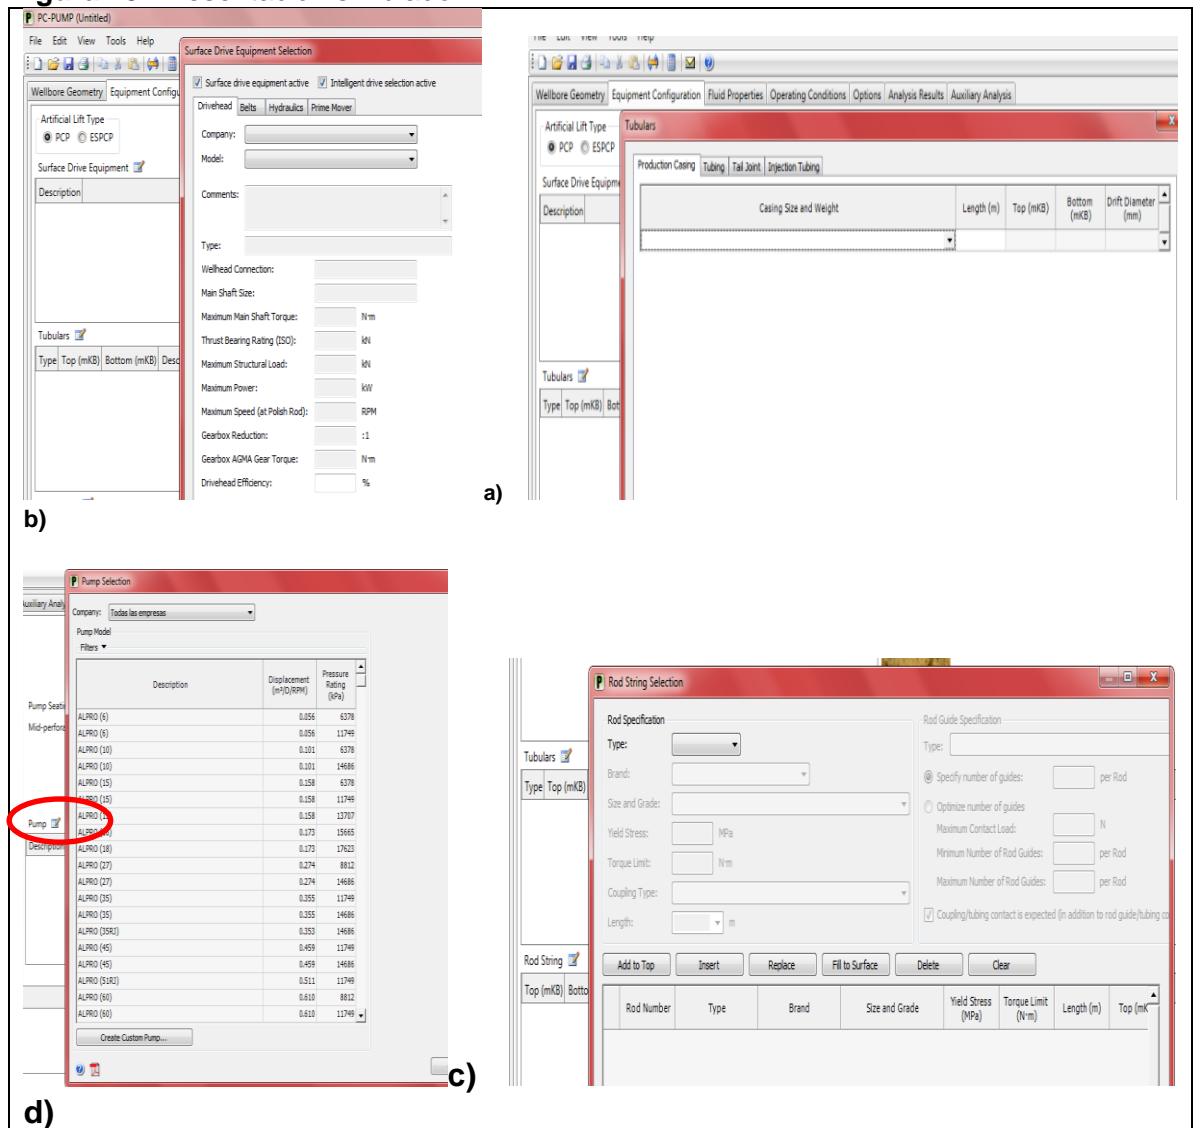 PC-PUMP (Untitled)
File Edit View Tools Help
Wellbore Geometry Equipment Configu
Artificial Lift Type
PCP ESPCP
Surface Drive Equipment
Description
Tubulars
Type Top (mKB) Bottom (mKB) Desc
Surface Drive Equipment Selection
Surface drive equipment active Intelligent drive selection active
Drivehead Belts Hydraulics Prime Mover
Company:
Model:
Comments:
Type:
Wellhead Connection:
Main Shaft Size:
Maximum Main Shaft Torque: N·m
Thrust Bearing Rating (ISO): kN
Maximum Structural Load: kN
Maximum Power: kW
Maximum Speed (at Polish Rod): RPM
Gearbox Reduction: :1
Gearbox AGMA Gear Torque: N·m
Drivehead Efficiency: %
a)
Wellbore Geometry Equipment Configuration Fluid Properties Operating Conditions Options Analysis Results Auxiliary Analysis
Artificial Lift Type
PCP ESPCP
Surface Drive Equipme
Description
Tubulars
Type Top (mKB) Bot
Tubulars
Production Casing Tubing Tail Joint Injection Tubing
Casing Size and Weight Length (m) Top (mKB) Bottom (mKB) Drift Diameter (mm)
b)
Auxiliary Analy
Pump Seati
Mid-perfora
Pump
Description
Pump Selection
Company: Todas las empresas
Pump Model
Filters
Description Displacement (m³/D/RPM) Pressure Rating (kPa)
ALPRO (6) 0.056 6378
ALPRO (6) 0.056 11749
ALPRO (10) 0.101 6378
ALPRO (10) 0.101 14686
ALPRO (15) 0.158 6378
ALPRO (15) 0.158 11749
ALPRO 0.158 13707
0.173 15665
ALPRO (18) 0.173 17623
ALPRO (27) 0.274 8812
ALPRO (27) 0.274 14686
ALPRO (35) 0.355 11749
ALPRO (35) 0.355 14686
ALPRO (35RJ) 0.353 14686
ALPRO (45) 0.459 11749
ALPRO (45) 0.459 14686
ALPRO (51RJ) 0.511 11749
ALPRO (60) 0.610 8812
ALPRO (60) 0.610 11749
Create Custom Pump...
c)
Tubulars
Type Top (mKB)
Rod String
Top (mKB) Botto
Rod String Selection
Rod Specification
Type:
Brand:
Size and Grade:
Yield Stress: MPa
Torque Limit: N·m
Coupling Type:
Length: m
Rod Guide Specification
Type:
Specify number of guides: per Rod
Optimize number of guides
Maximum Contact Load: N
Minimum Number of Rod Guides: per Rod
Maximum Number of Rod Guides: per Rod
Coupling/tubing contact is expected (in addition to rod guide/tubing co
Add to Top Insert Replace Fill to Surface Delete Clear
Rod Number Type Brand Size and Grade Yield Stress (MPa) Torque Limit (N·m) Length (m) Top (mK
d)